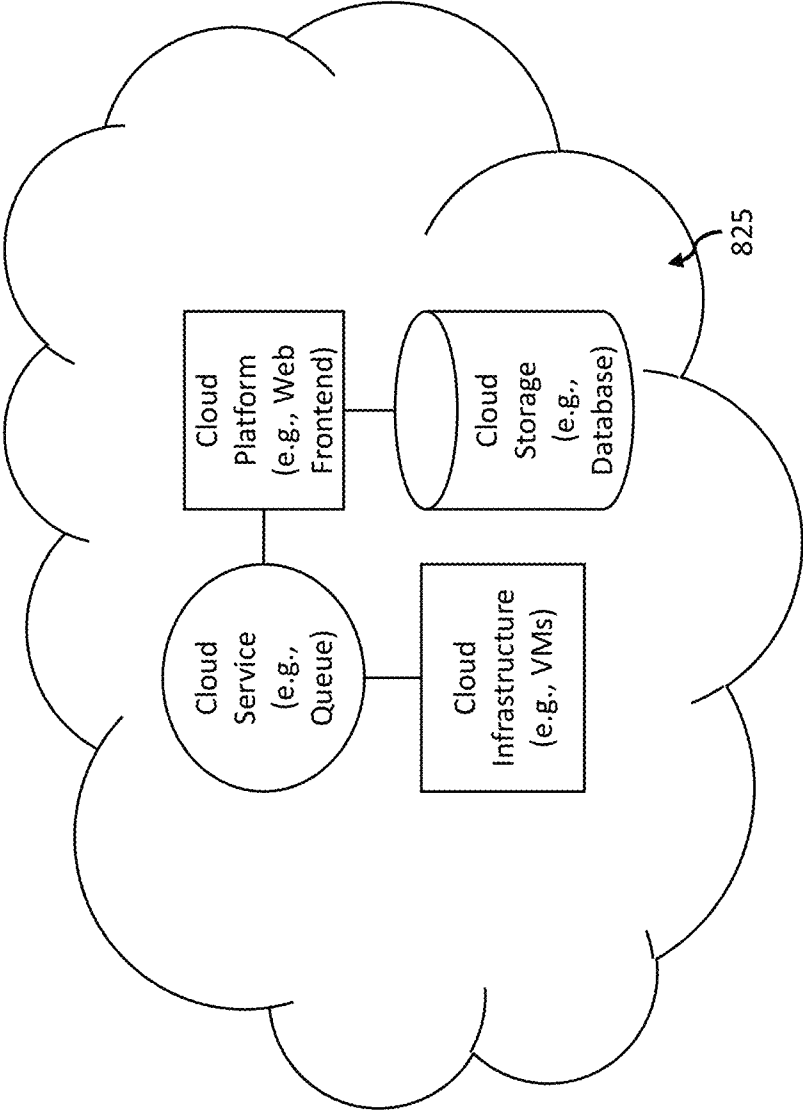 Cloud
Service
(e.g.,
Queue)
Cloud
Platform
(e.g., Web
Frontend)
Cloud
Infrastructure
(e.g., VMs)
Cloud
Storage
(e.g.,
Database)
825